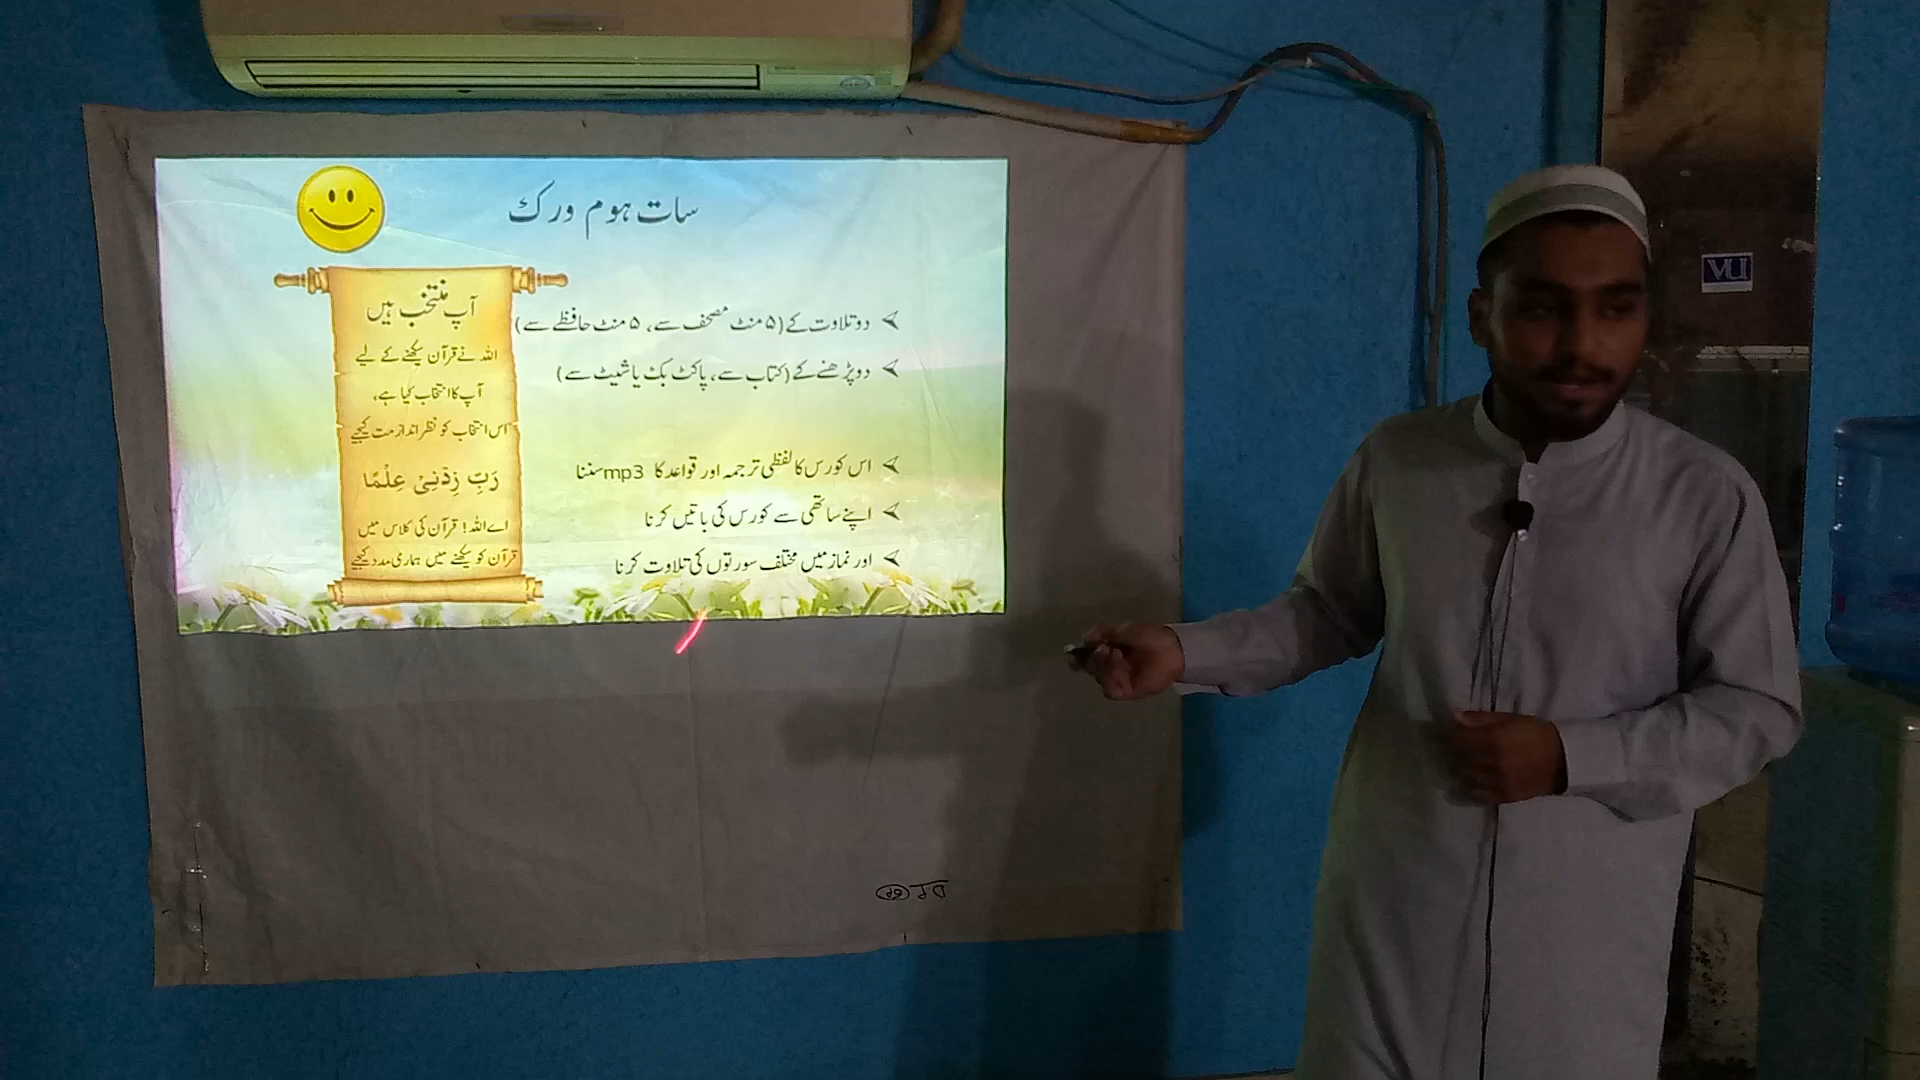 سات ہوم ورک
دو تلاوت کے (۵ منٹ مصحف سے، ۵ منٹ حافظے سے)
دو پڑھنے کے (کتاب سے، پاکٹ بک یا شیٹ سے)
اس کورس کا لفظی ترجمہ اور قواعد کا mp3 سننا
اپنے ساتھی سے کورس کی باتیں کرنا
اور نماز میں مختلف سورتوں کی تلاوت کرنا
آپ منتخب ہیں
اللہ نے قرآن سیکھنے کے لیے
آپ کا انتخاب کیا ہے،
اس انتخاب کو نظر انداز مت کیجیے
رَبِّ زِدْنِیْ عِلْمًا
اے اللہ! قرآن کی کلاس میں
قرآن کو سیکھنے میں ہماری مدد کیجیے
VU